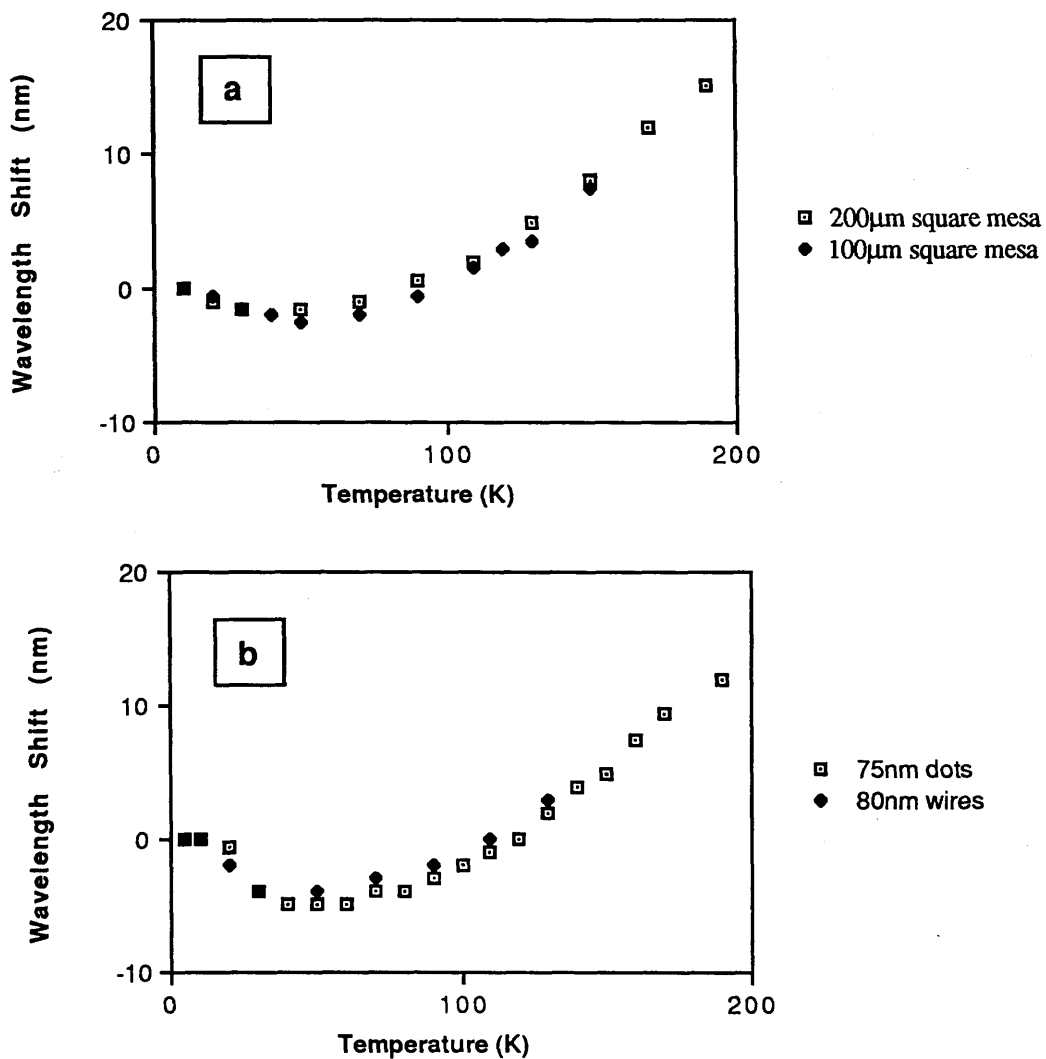 20
a
10
0
-10
Wavelength Shift (nm)
0 100 200
Temperature (K)
200µm square mesa
100µm square mesa
20
b
10
0
-10
Wavelength Shift (nm)
0 100 200
Temperature (K)
75nm dots
80nm wires